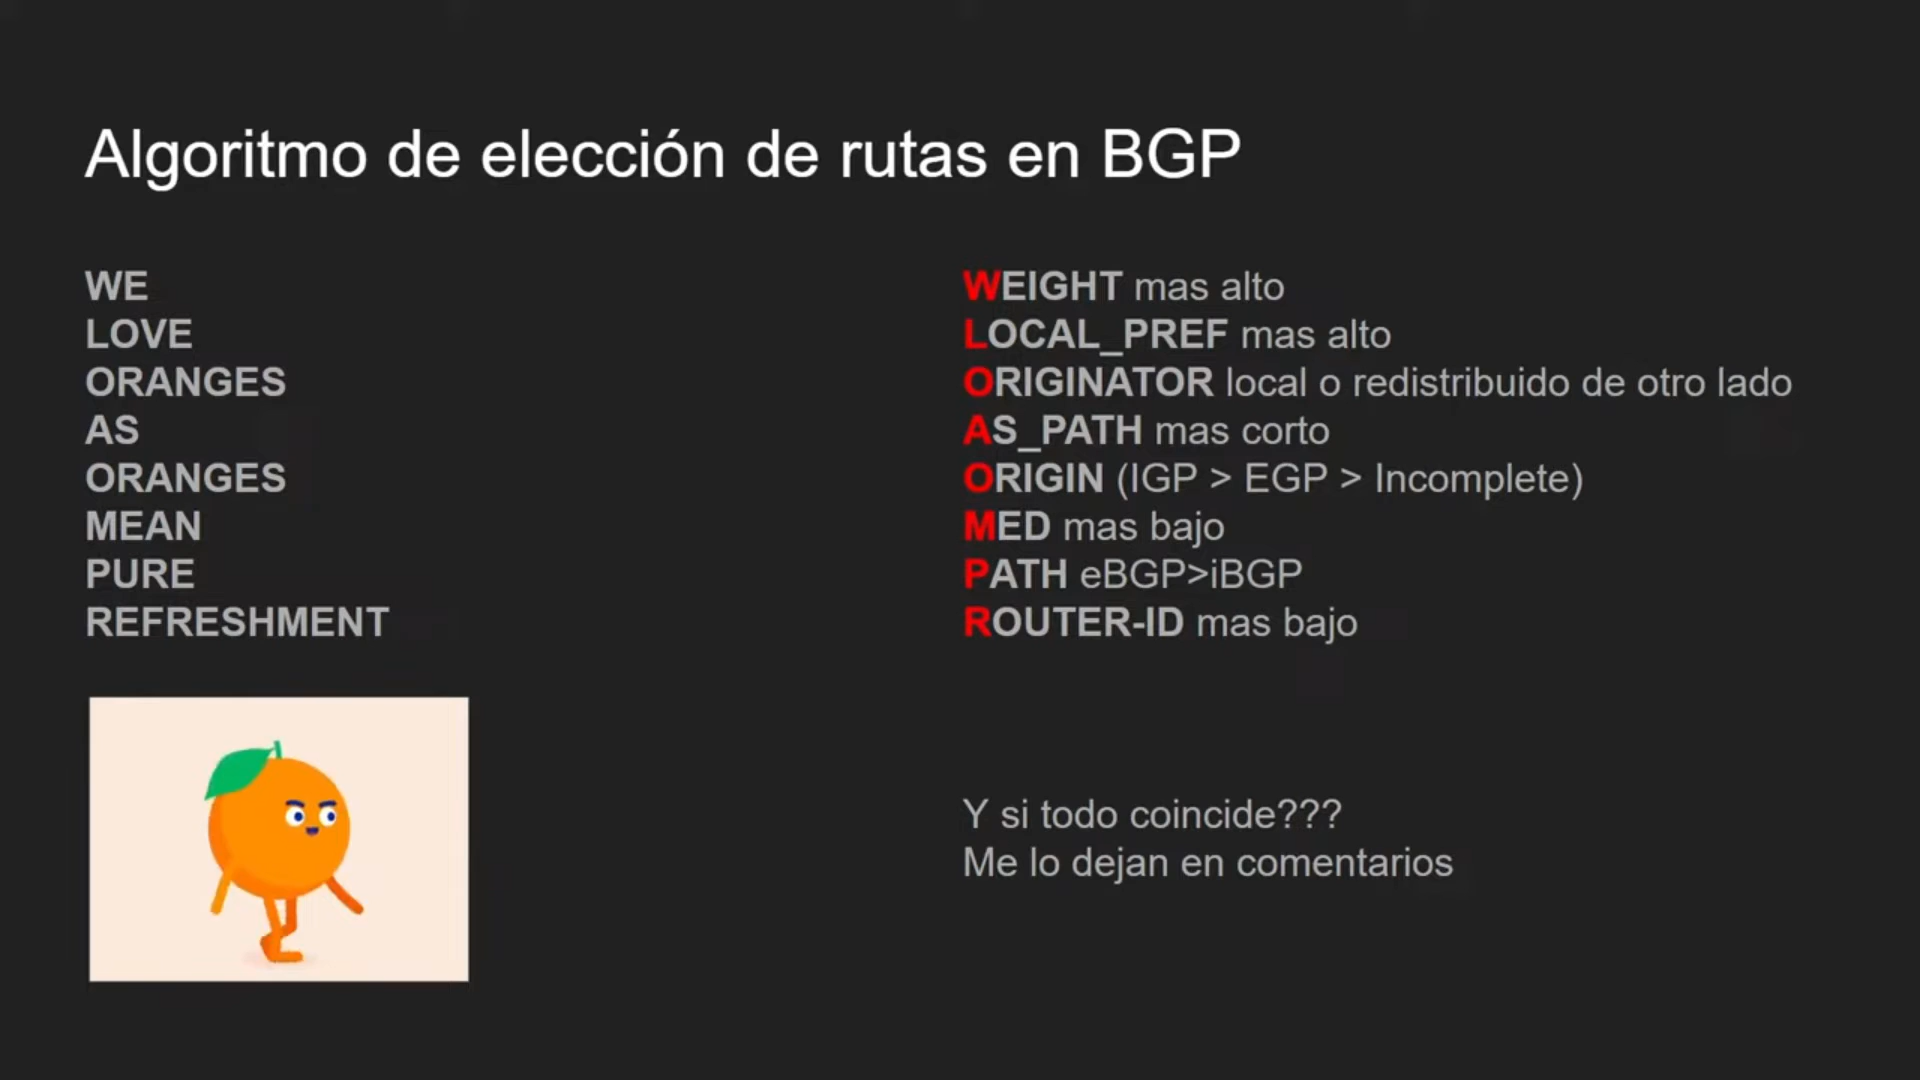 Algoritmo de elección de rutas en BGP
WE
LOVE
ORANGES
AS
ORANGES
MEAN
PURE
REFRESHMENT
WEIGHT mas alto
LOCAL_PREF mas alto
ORIGINATOR local o redistribuido de otro lado
AS_PATH mas corto
ORIGIN (IGP > EGP > Incomplete)
MED mas bajo
PATH eBGP>iBGP
ROUTER-ID mas bajo
Y si todo coincide???
Me lo dejan en comentarios